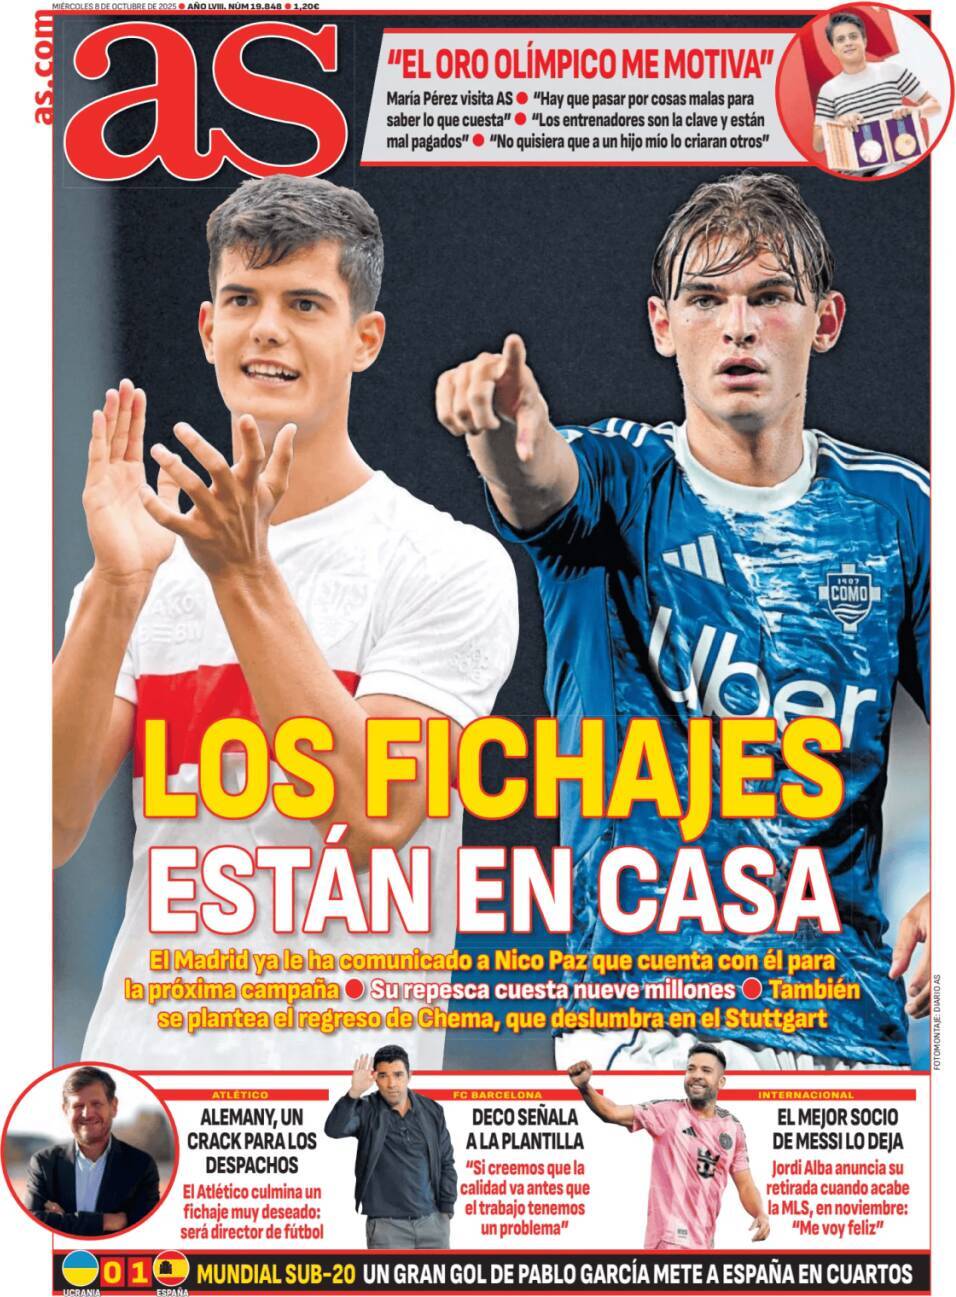 MIÉRCOLES 8 DE OCTUBRE DE 2025 ● AÑO LVIII. NÚM 19.848 ● 1,20€
as.com
as
“EL ORO OLÍMPICO ME MOTIVA”
María Pérez visita AS ● “Hay que pasar por cosas malas para
saber lo que cuesta” ● “Los entrenadores son la clave y están
mal pagados” ● “No quisiera que a un hijo mío lo criaran otros”
1907
COMO
Uber
LOS FICHAJES
ESTÁN EN CASA
El Madrid ya le ha comunicado a Nico Paz que cuenta con él para
la próxima campaña ● Su repesca cuesta nueve millones ● También
se plantea el regreso de Chema, que deslumbra en el Stuttgart
FOTOMONTAJE: DIARIO AS
ATLÉTICO
ALEMANY, UN
CRACK PARA LOS
DESPACHOS
El Atlético culmina un
fichaje muy deseado:
será director de fútbol
FC BARCELONA
DECO SEÑALA
A LA PLANTILLA
“Si creemos que la
calidad va antes que
el trabajo tenemos
un problema”
INTERNACIONAL
EL MEJOR SOCIO
DE MESSI LO DEJA
Jordi Alba anuncia su
retirada cuando acabe
la MLS, en noviembre:
“Me voy feliz”
0 1
UCRANIA ESPAÑA
MUNDIAL SUB-20 UN GRAN GOL DE PABLO GARCÍA METE A ESPAÑA EN CUARTOS